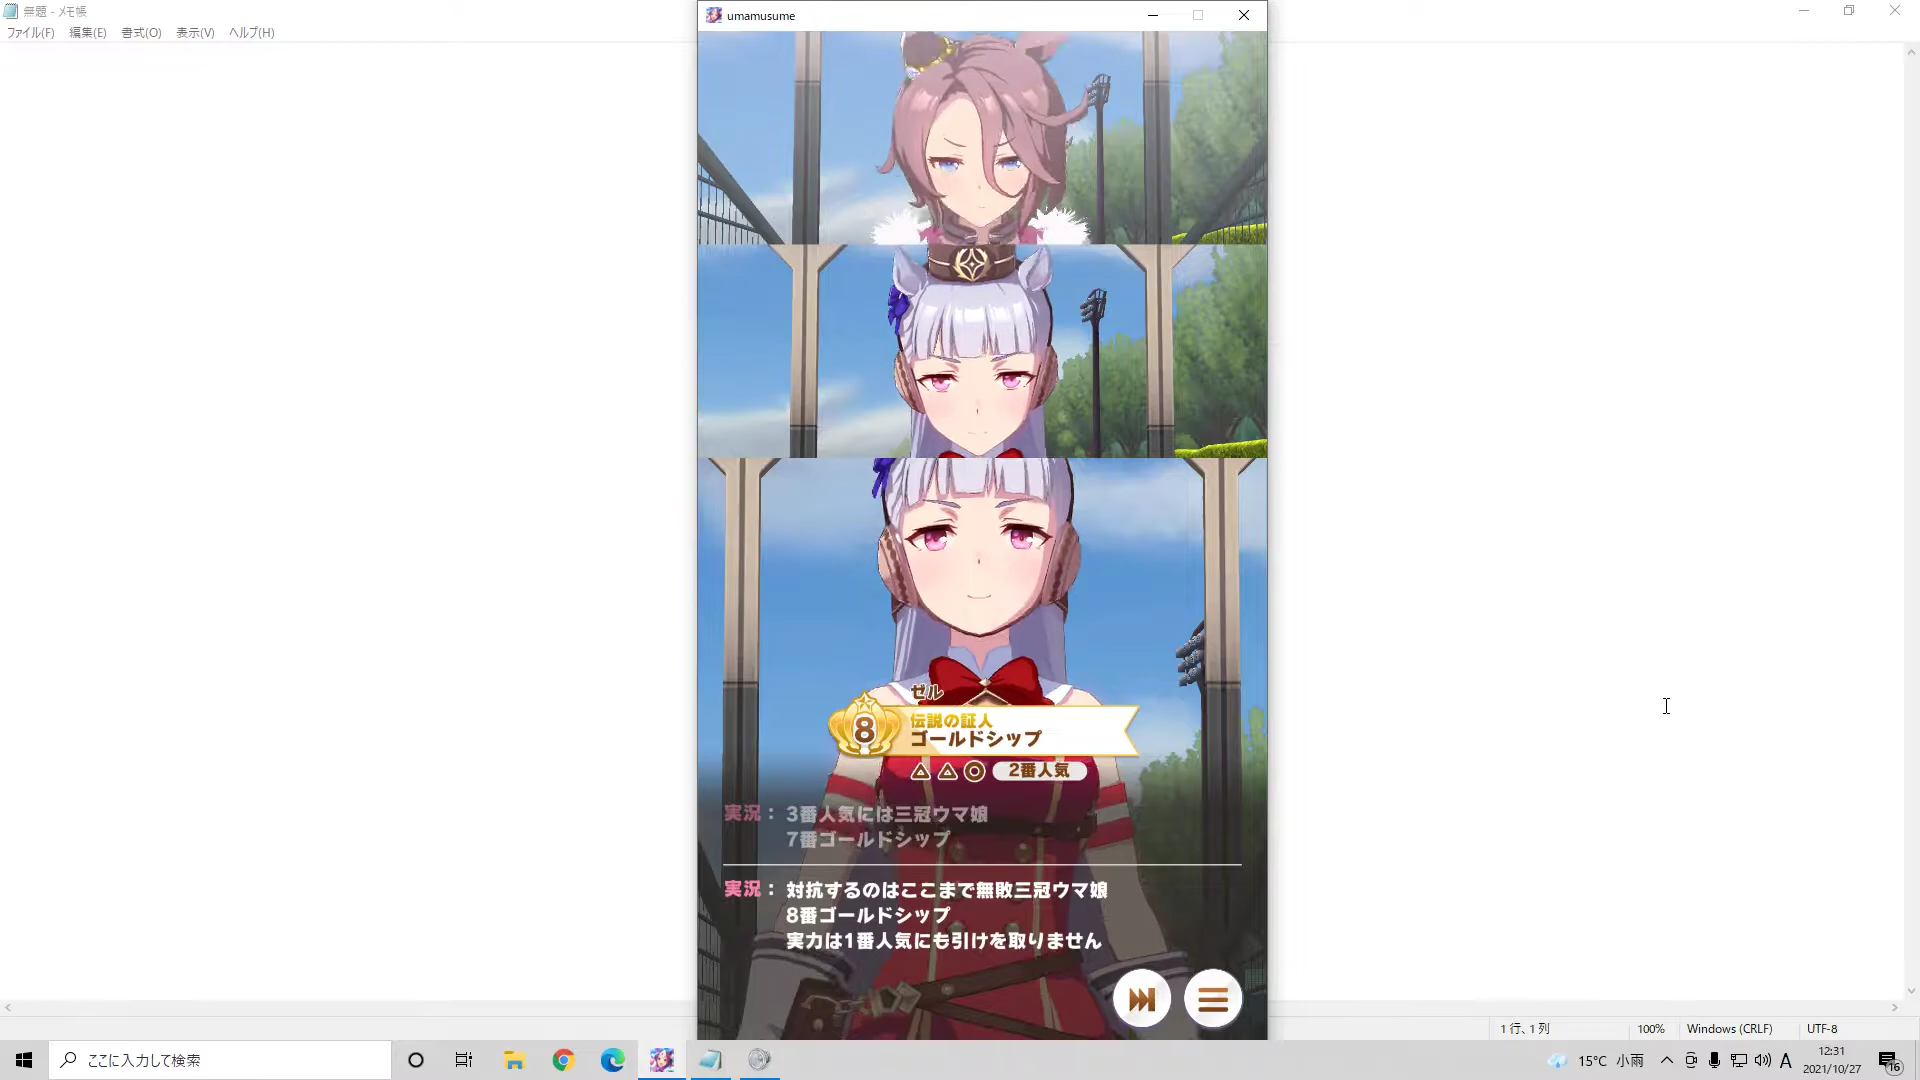 無題 - メモ帳
ファイル(F) 編集(E) 書式(O) 表示(V) ヘルプ(H)
umamusume
ゼル
8
伝説の証人
ゴールドシップ
2番人気
実況： 3番人気には三冠ウマ娘
7番ゴールドシップ
実況： 対抗するのはここまで無敗三冠ウマ娘
8番ゴールドシップ
実力は1番人気にも引けを取りません
1 行、1 列
100%
Windows (CRLF)
UTF-8
ここに入力して検索
15°C 小雨
A
12:31
2021/10/27
16